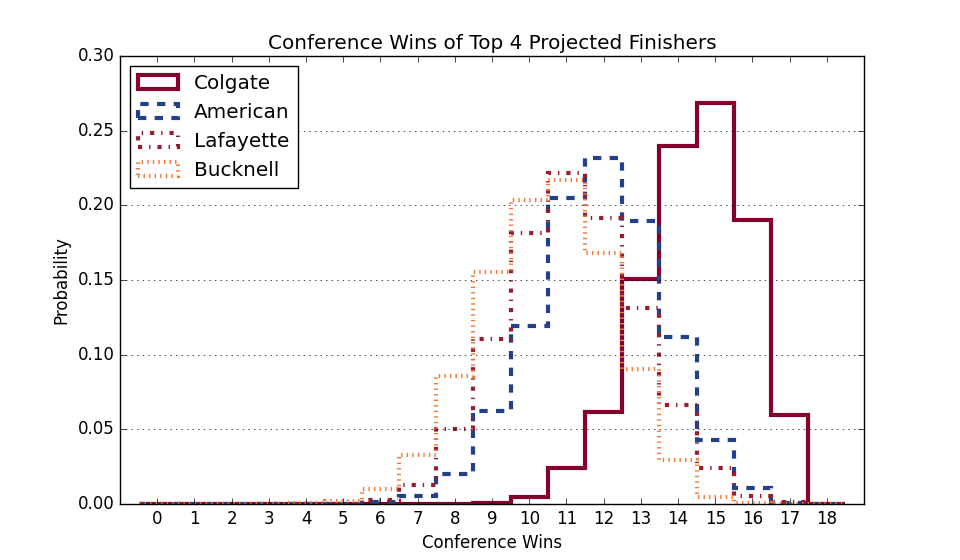 Conference Wins of Top 4 Projected Finishers
0.30
0.25
0.20
0.15
0.10
0.05
0.00
Probability
Colgate
American
Lafayette
Bucknell
0 1 2 3 4 5 6 7 8 9 10 11 12 13 14 15 16 17 18
Conference Wins